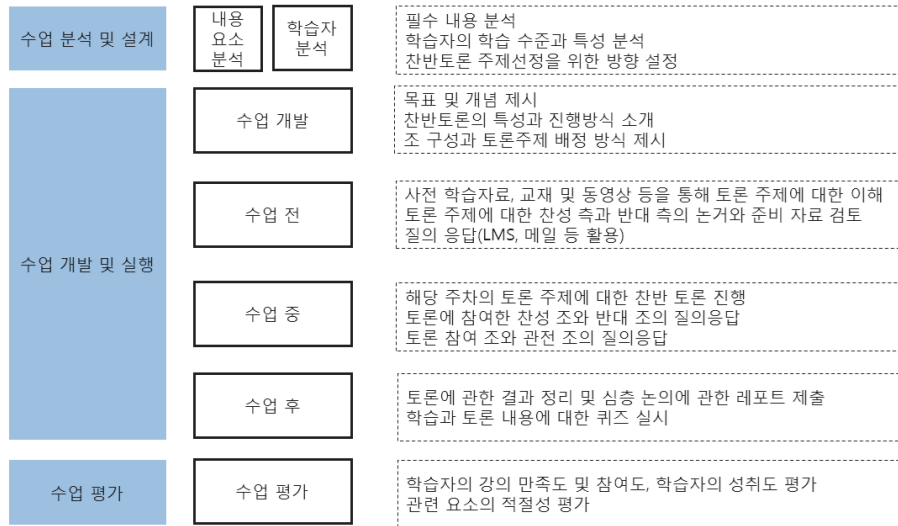 수업 분석 및 설계
내용
요소
분석
학습자
분석
필수 내용 분석
학습자의 학습 수준과 특성 분석
찬반토론 주제선정을 위한 방향 설정
수업 개발 및 실행
수업 개발
목표 및 개념 제시
찬반토론의 특성과 진행방식 소개
조 구성과 토론주제 배정 방식 제시
수업 전
사전 학습자료, 교재 및 동영상 등을 통해 토론 주제에 대한 이해
토론 주제에 대한 찬성 측과 반대 측의 논거와 준비 자료 검토
질의 응답(LMS, 메일 등 활용)
수업 중
해당 주차의 토론 주제에 대한 찬반 토론 진행
토론에 참여한 찬성 조와 반대 조의 질의응답
토론 참여 조와 관전 조의 질의응답
수업 후
토론에 관한 결과 정리 및 심층 논의에 관한 레포트 제출
학습과 토론 내용에 대한 퀴즈 실시
수업 평가
수업 평가
학습자의 강의 만족도 및 참여도, 학습자의 성취도 평가
관련 요소의 적절성 평가